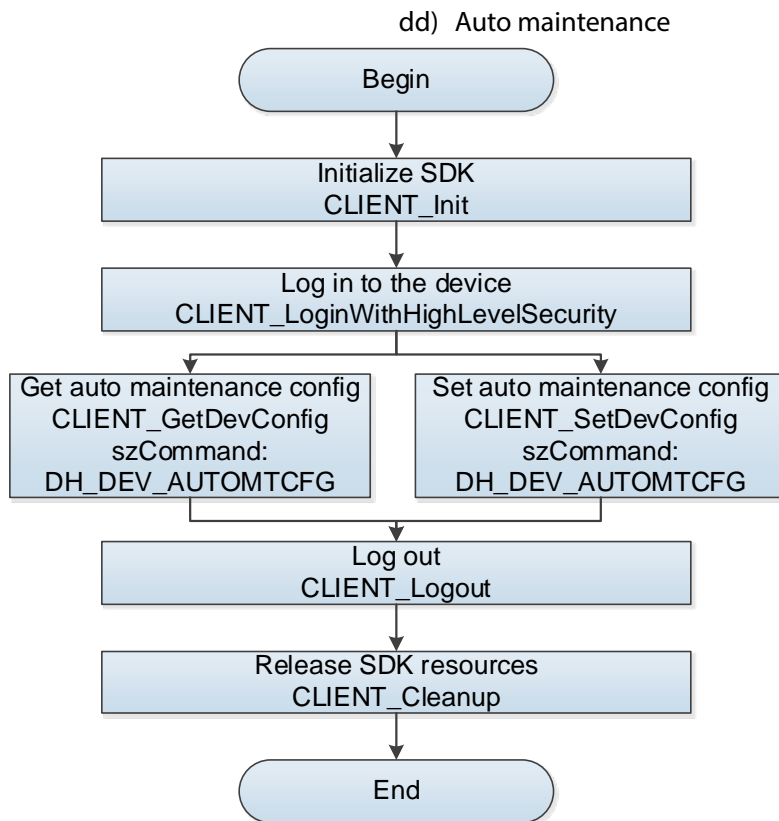 dd) Auto maintenance
Begin
Initialize SDK
CLIENT_Init
Log in to the device
CLIENT_LoginWithHighLevelSecurity
Get auto maintenance config
CLIENT_GetDevConfig
szCommand:
DH_DEV_AUTOMTCFG
Set auto maintenance config
CLIENT_SetDevConfig
szCommand:
DH_DEV_AUTOMTCFG
Log out
CLIENT_Logout
Release SDK resources
CLIENT_Cleanup
End